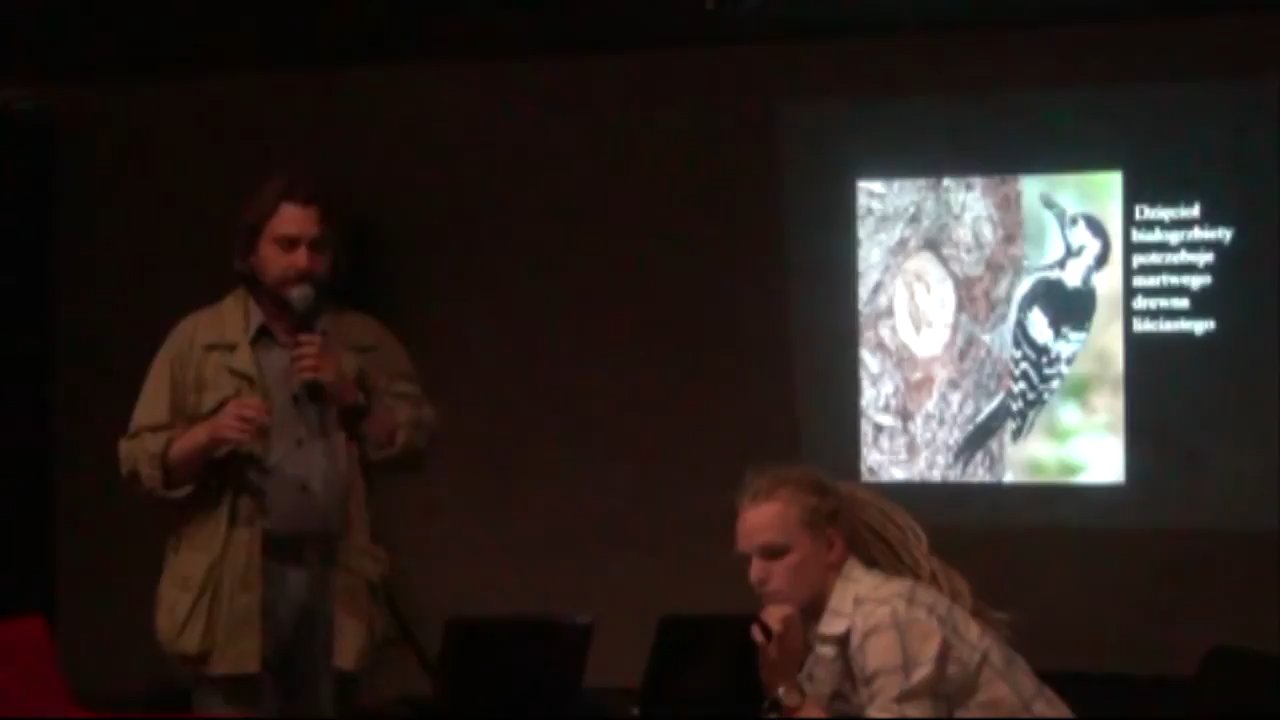 Dzięcioł
białogrzbiety
potrzebuje
martwego
drewna
liściastego